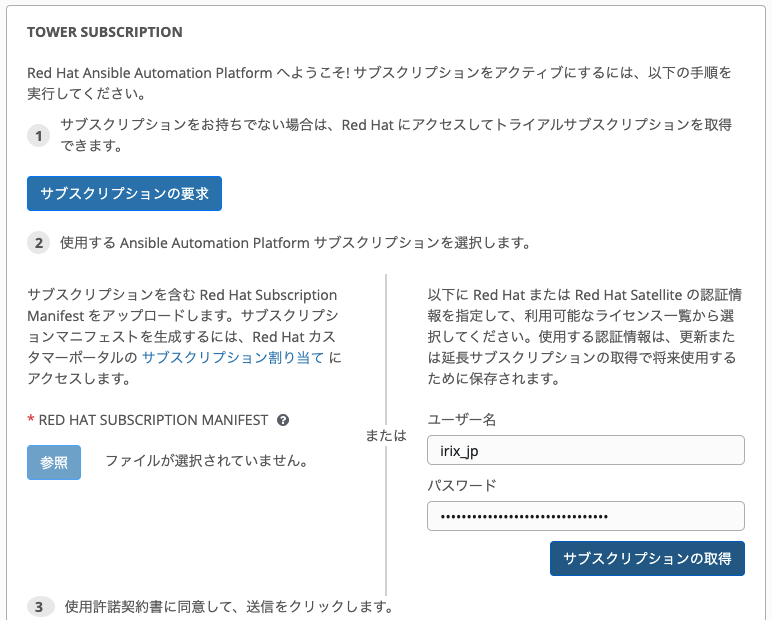 TOWER SUBSCRIPTION
Red Hat Ansible Automation Platform へようこそ! サブスクリプションをアクティブにするには、以下の手順を
実行してください。
1 サブスクリプションをお持ちでない場合は、Red Hat にアクセスしてトライアルサブスクリプションを取得
できます。
サブスクリプションの要求
2 使用する Ansible Automation Platform サブスクリプションを選択します。
サブスクリプションを含む Red Hat Subscription
Manifest をアップロードします。サブスクリプシ
ョンマニフェストを生成するには、Red Hat カス
タマーポータルの サブスクリプション割り当て に
アクセスします。
* RED HAT SUBSCRIPTION MANIFEST ?
参照 ファイルが選択されていません。
または
以下に Red Hat または Red Hat Satellite の認証情
報を指定して、利用可能なライセンス一覧から選
択してください。使用する認証情報は、更新また
は延長サブスクリプションの取得で将来使用する
ために保存されます。
ユーザー名
irix_jp
パスワード
••••••••••••••••••••••••••••••••
サブスクリプションの取得
3 使用許諾契約書に同意して、送信をクリックします。